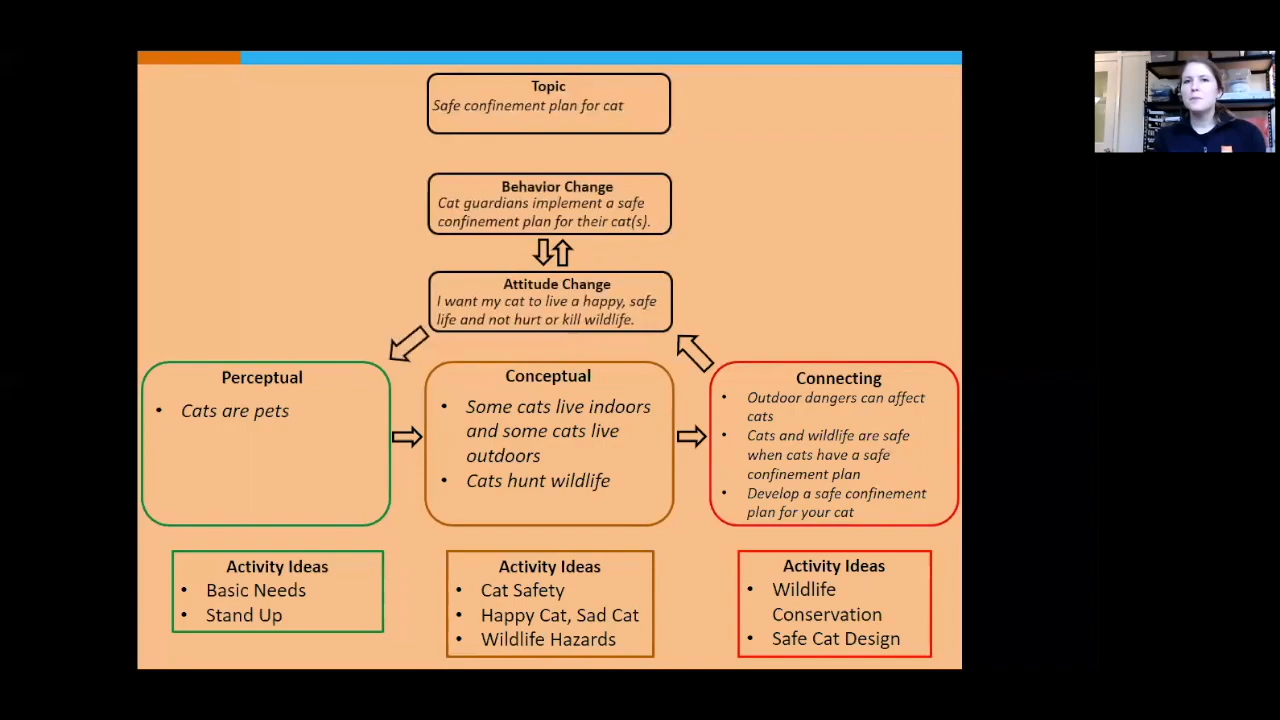 Topic
Safe confinement plan for cat
Behavior Change
Cat guardians implement a safe
confinement plan for their cat(s).
Attitude Change
I want my cat to live a happy, safe
life and not hurt or kill wildlife.
Perceptual
• Cats are pets
Conceptual
• Some cats live indoors
and some cats live
outdoors
• Cats hunt wildlife
Connecting
• Outdoor dangers can affect
cats
• Cats and wildlife are safe
when cats have a safe
confinement plan
• Develop a safe confinement
plan for your cat
Activity Ideas
• Basic Needs
• Stand Up
Activity Ideas
• Cat Safety
• Happy Cat, Sad Cat
• Wildlife Hazards
Activity Ideas
• Wildlife
Conservation
• Safe Cat Design